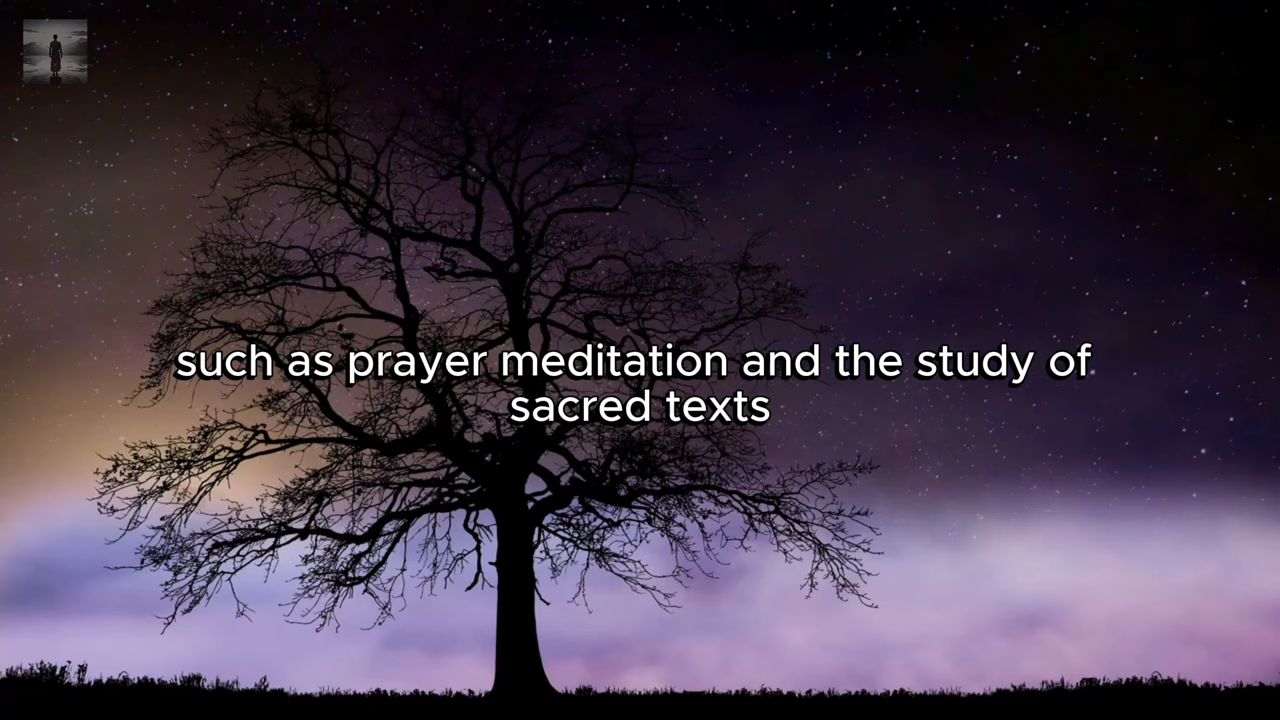 such as prayer meditation and the study of
sacred texts